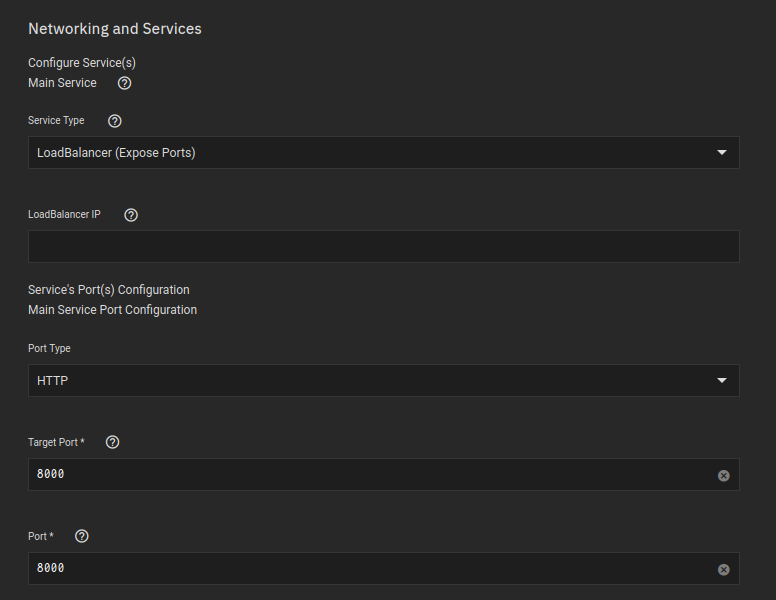 Networking and Services
Configure Service(s)
Main Service
Service Type
LoadBalancer (Expose Ports)
LoadBalancer IP
Service's Port(s) Configuration
Main Service Port Configuration
Port Type
HTTP
Target Port *
8000
Port *
8000